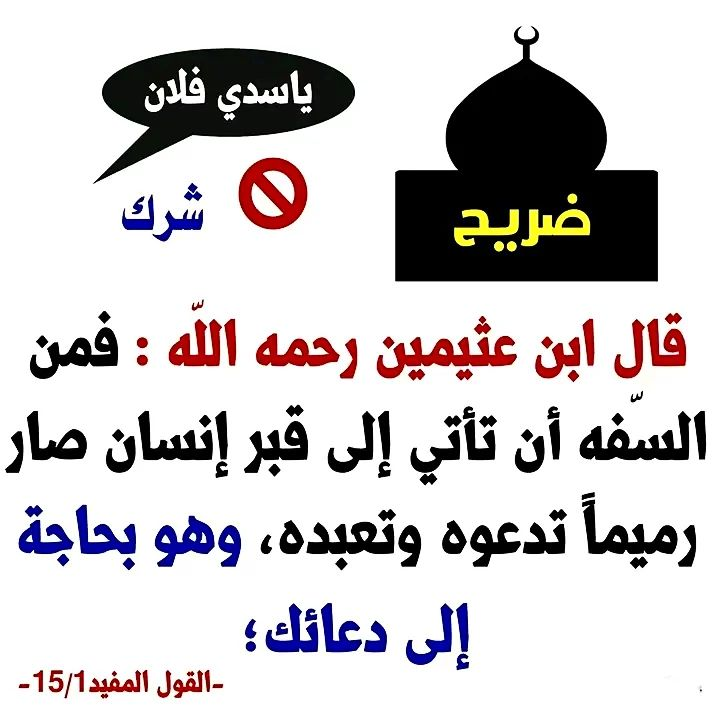 ياسدي فلان
شرك
ضريح
قال ابن عثيمين رحمه اللّه : فمن
السّفه أن تأتي إلى قبر إنسان صار
رميماً تدعوه وتعبده، وهو بحاجة
إلى دعائك؛
-القول المفيد15/1-